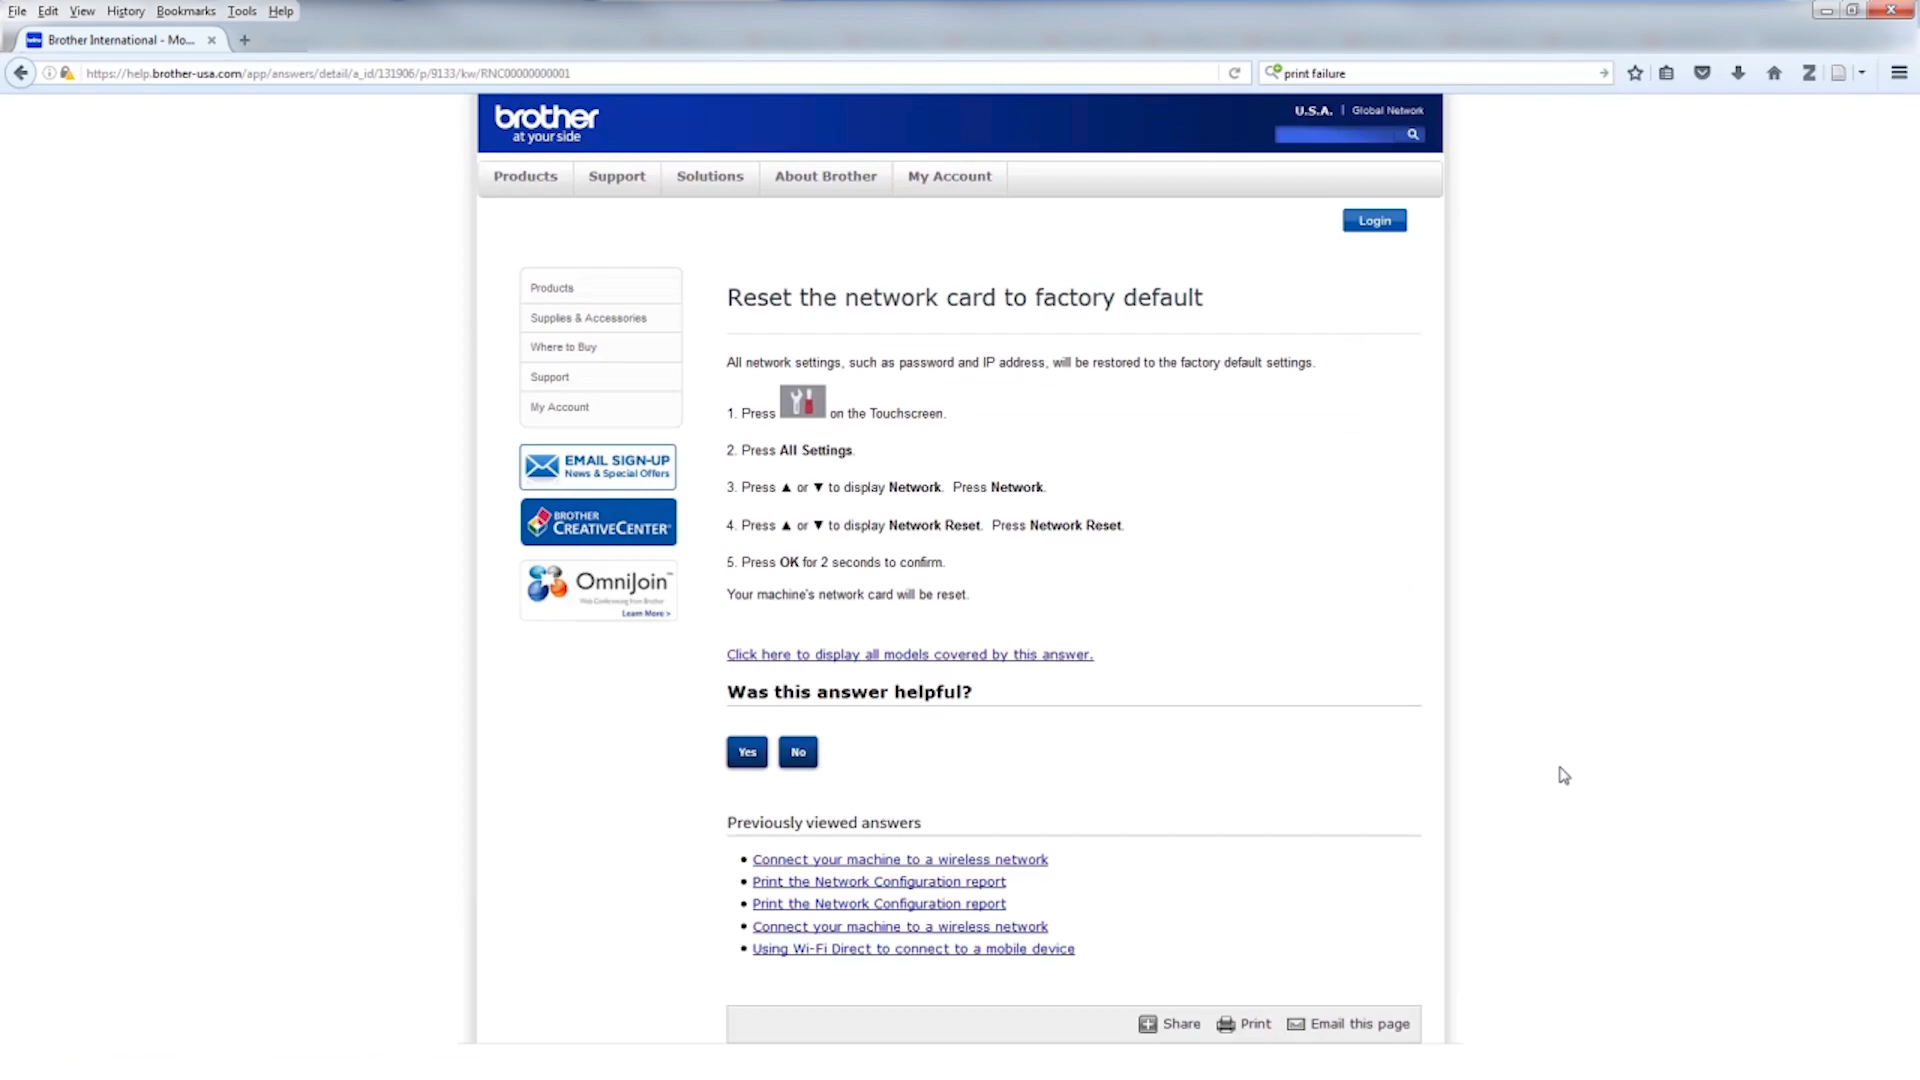 File Edit View History Bookmarks Tools Help
Brother International - Mo...
https://help.brother-usa.com/app/answers/detail/a_id/131906/p/9133/kw/RNC00000000001
print failure
brother
at your side
U.S.A. | Global Network
Products Support Solutions About Brother My Account
Login
Products
Supplies & Accessories
Where to Buy
Support
My Account
EMAIL SIGN-UP
News & Special Offers
BROTHER
CREATIVECENTER
OmniJoin™
Web Conferencing from Brother
Learn More >
Reset the network card to factory default
All network settings, such as password and IP address, will be restored to the factory default settings.
1. Press on the Touchscreen.
2. Press All Settings.
3. Press ▲ or ▼ to display Network. Press Network.
4. Press ▲ or ▼ to display Network Reset. Press Network Reset.
5. Press OK for 2 seconds to confirm.
Your machine's network card will be reset.
Click here to display all models covered by this answer.
Was this answer helpful?
Yes No
Previously viewed answers
• Connect your machine to a wireless network
• Print the Network Configuration report
• Print the Network Configuration report
• Connect your machine to a wireless network
• Using Wi-Fi Direct to connect to a mobile device
Share Print Email this page